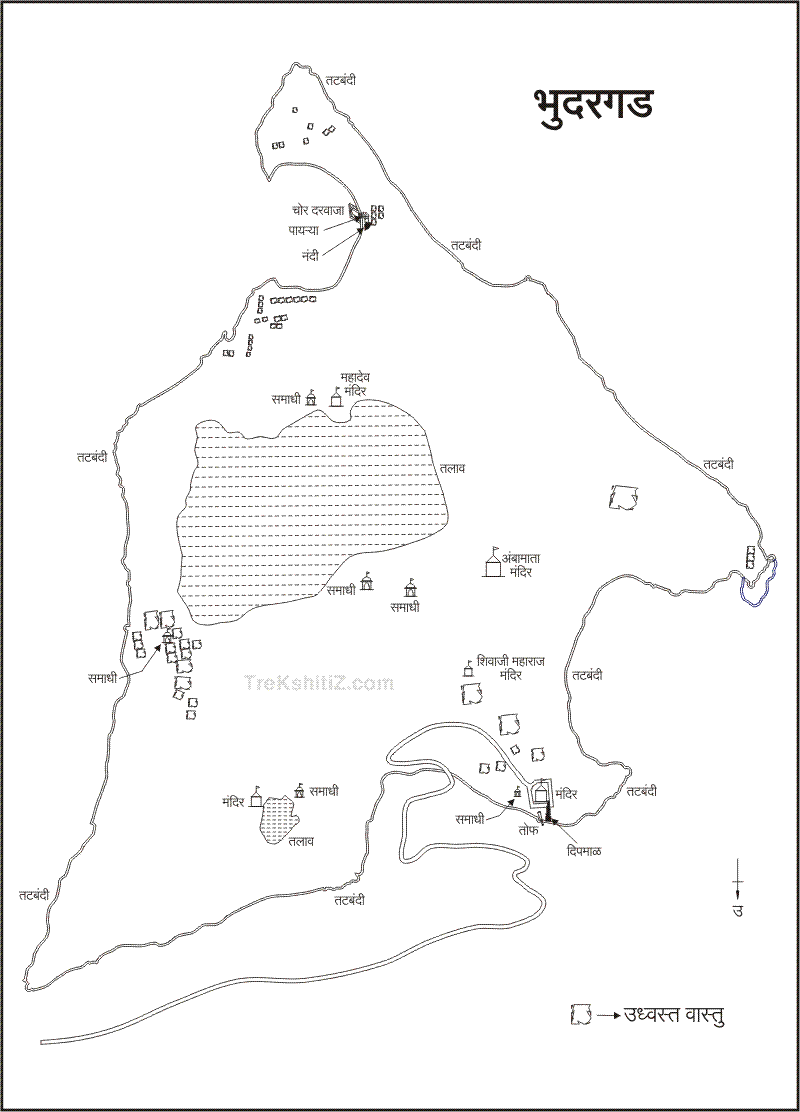 तटबंदी
भुदरगड
चोर दरवाजा
पायऱ्या
नंदी
तटबंदी
महादेव
मंदिर
समाधी
तटबंदी
तलाव
तटबंदी
अंबामाता
मंदिर
समाधी
समाधी
शिवाजी महाराज
मंदिर
समाधी
तटबंदी
TreKshitiZ.com
मंदिर
समाधी
तलाव
मंदिर
तटबंदी
समाधी
तोफ
दिपमाळ
तटबंदी
तटबंदी
उ
उध्वस्त वास्तु